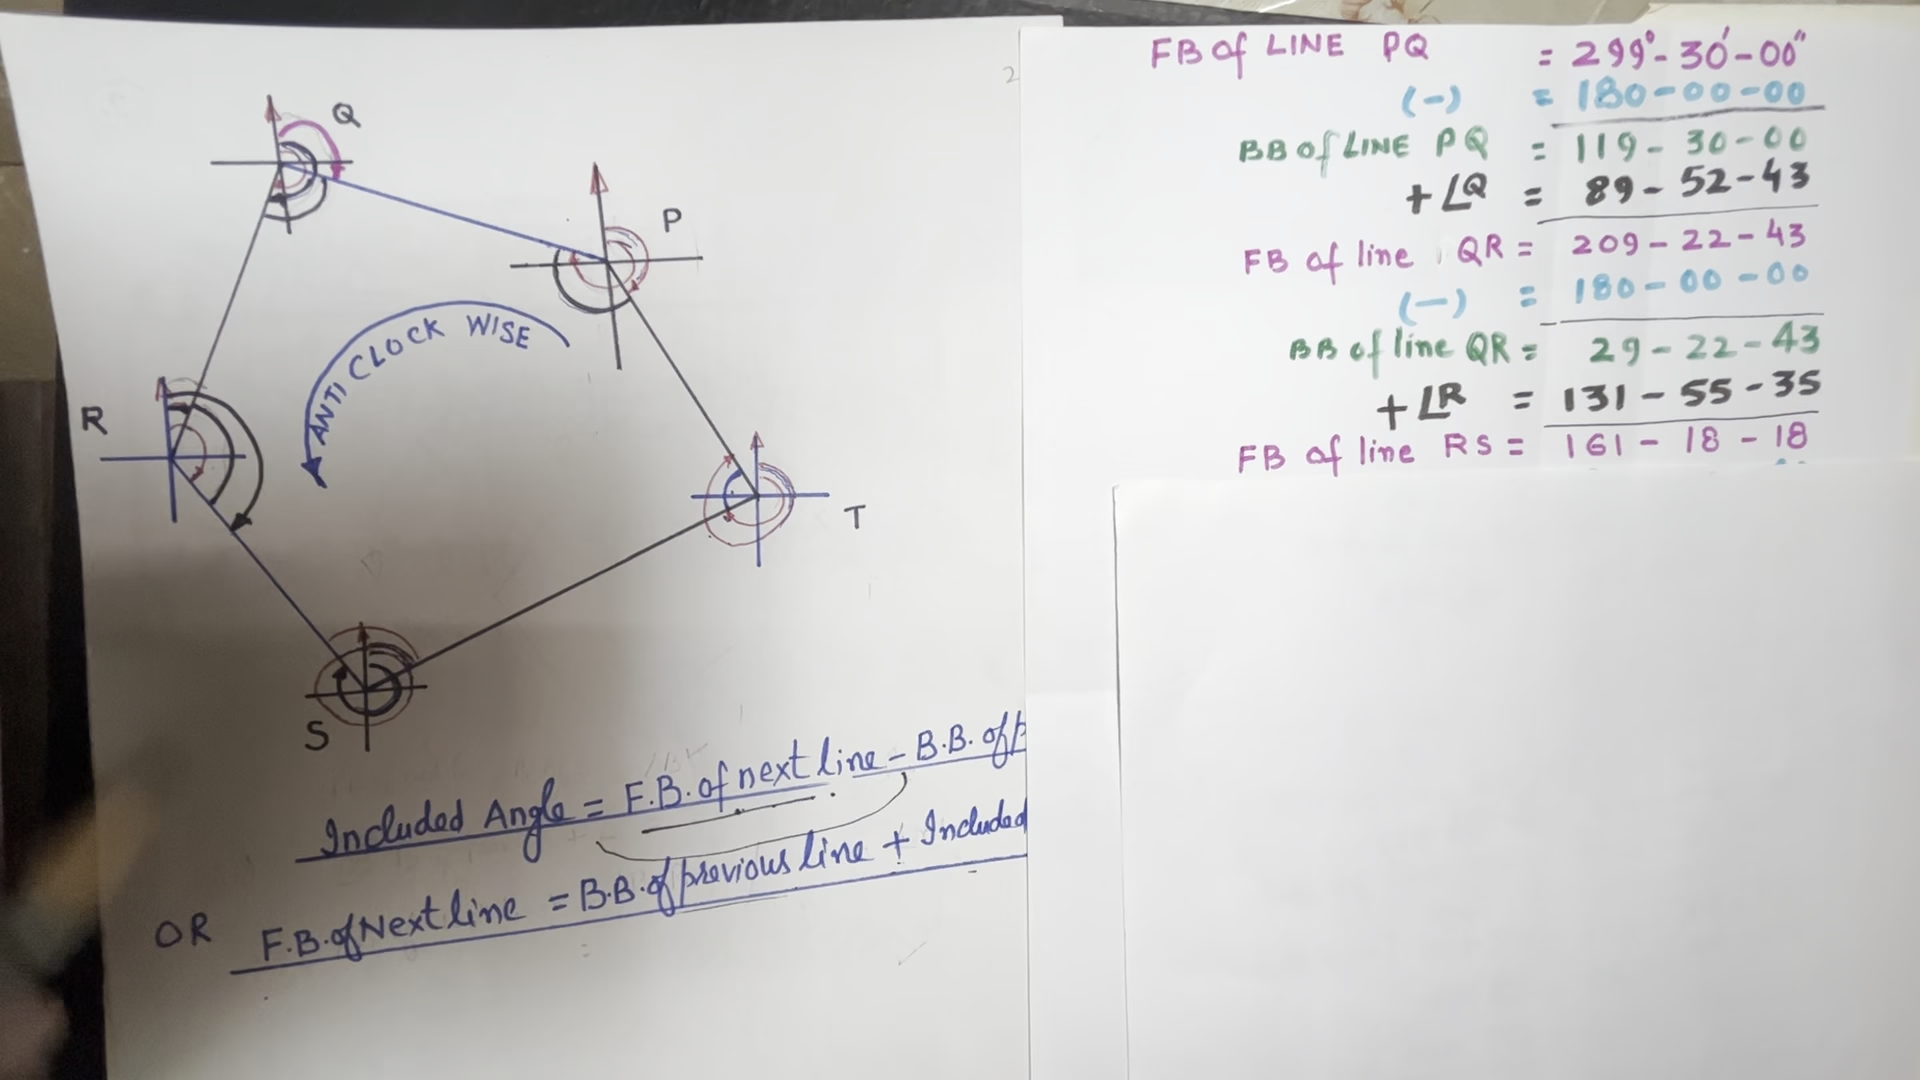 Q
P
ANTI CLOCK WISE
R
T
S
Included Angle = F.B. of next line - B.B. of p
OR F.B. of Next line = B.B. of previous line + Included
2
FB of LINE PQ = 299°- 30'- 00"
(-) = 180-00-00
BB of LINE PQ = 119- 30-00
+∠Q = 89- 52-43
FB of line QR = 209-22-43
(-) = 180-00-00
BB of line QR = 29-22-43
+∠R = 131-55-35
FB of line RS = 161-18-18